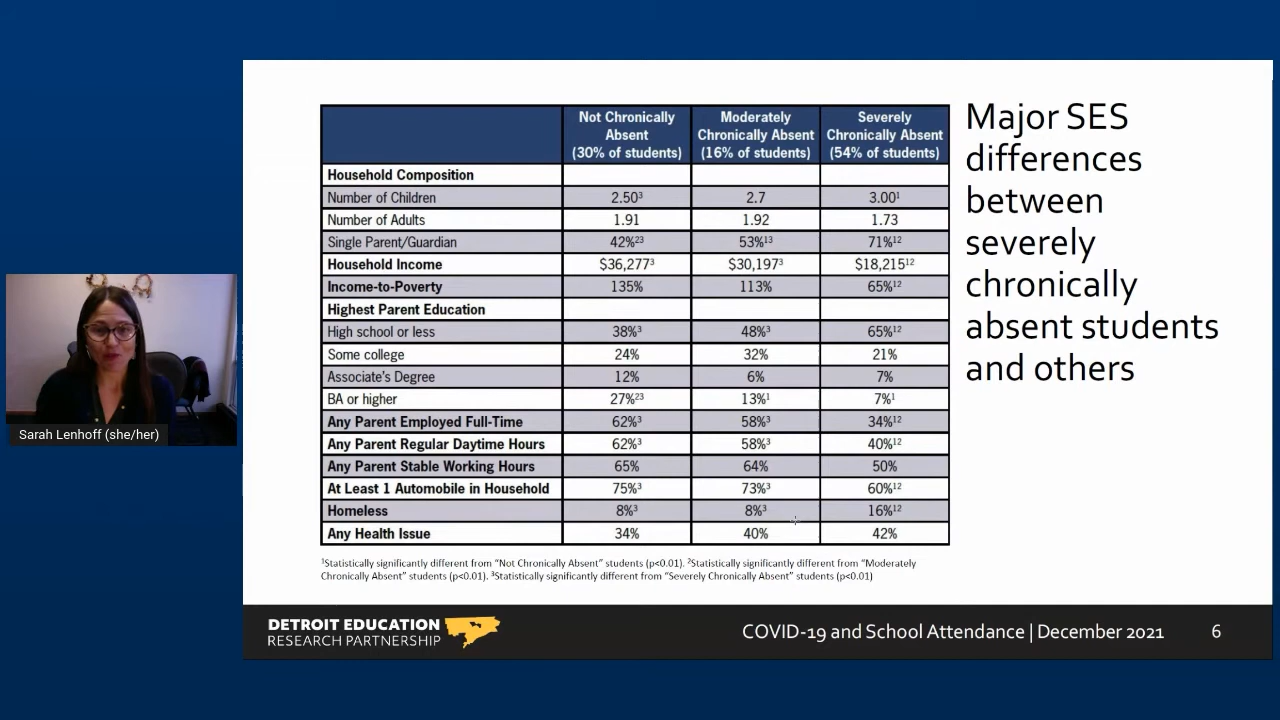 Not Chronically Absent (30% of students) Moderately Chronically Absent (16% of students) Severely Chronically Absent (54% of students)
Household Composition
Number of Children 2.50³ 2.7 3.00¹
Number of Adults 1.91 1.92 1.73
Single Parent/Guardian 42%²³ 53%¹³ 71%¹²
Household Income $36,277³ $30,197³ $18,215¹²
Income-to-Poverty 135% 113% 65%¹²
Highest Parent Education
High school or less 38%³ 48%³ 65%¹²
Some college 24% 32% 21%
Associate's Degree 12% 6% 7%
BA or higher 27%²³ 13%¹ 7%¹
Any Parent Employed Full-Time 62%³ 58%³ 34%¹²
Any Parent Regular Daytime Hours 62%³ 58%³ 40%¹²
Any Parent Stable Working Hours 65% 64% 50%
At Least 1 Automobile in Household 75%³ 73%³ 60%¹²
Homeless 8%³ 8%³ 16%¹²
Any Health Issue 34% 40% 42%
¹Statistically significantly different from "Not Chronically Absent" students (p<0.01). ²Statistically significantly different from "Moderately
Chronically Absent" students (p<0.01). ³Statistically significantly different from "Severely Chronically Absent" students (p<0.01)
Major SES
differences
between
severely
chronically
absent students
and others
Sarah Lenhoff (she/her)
DETROIT EDUCATION
RESEARCH PARTNERSHIP
COVID-19 and School Attendance | December 2021 6